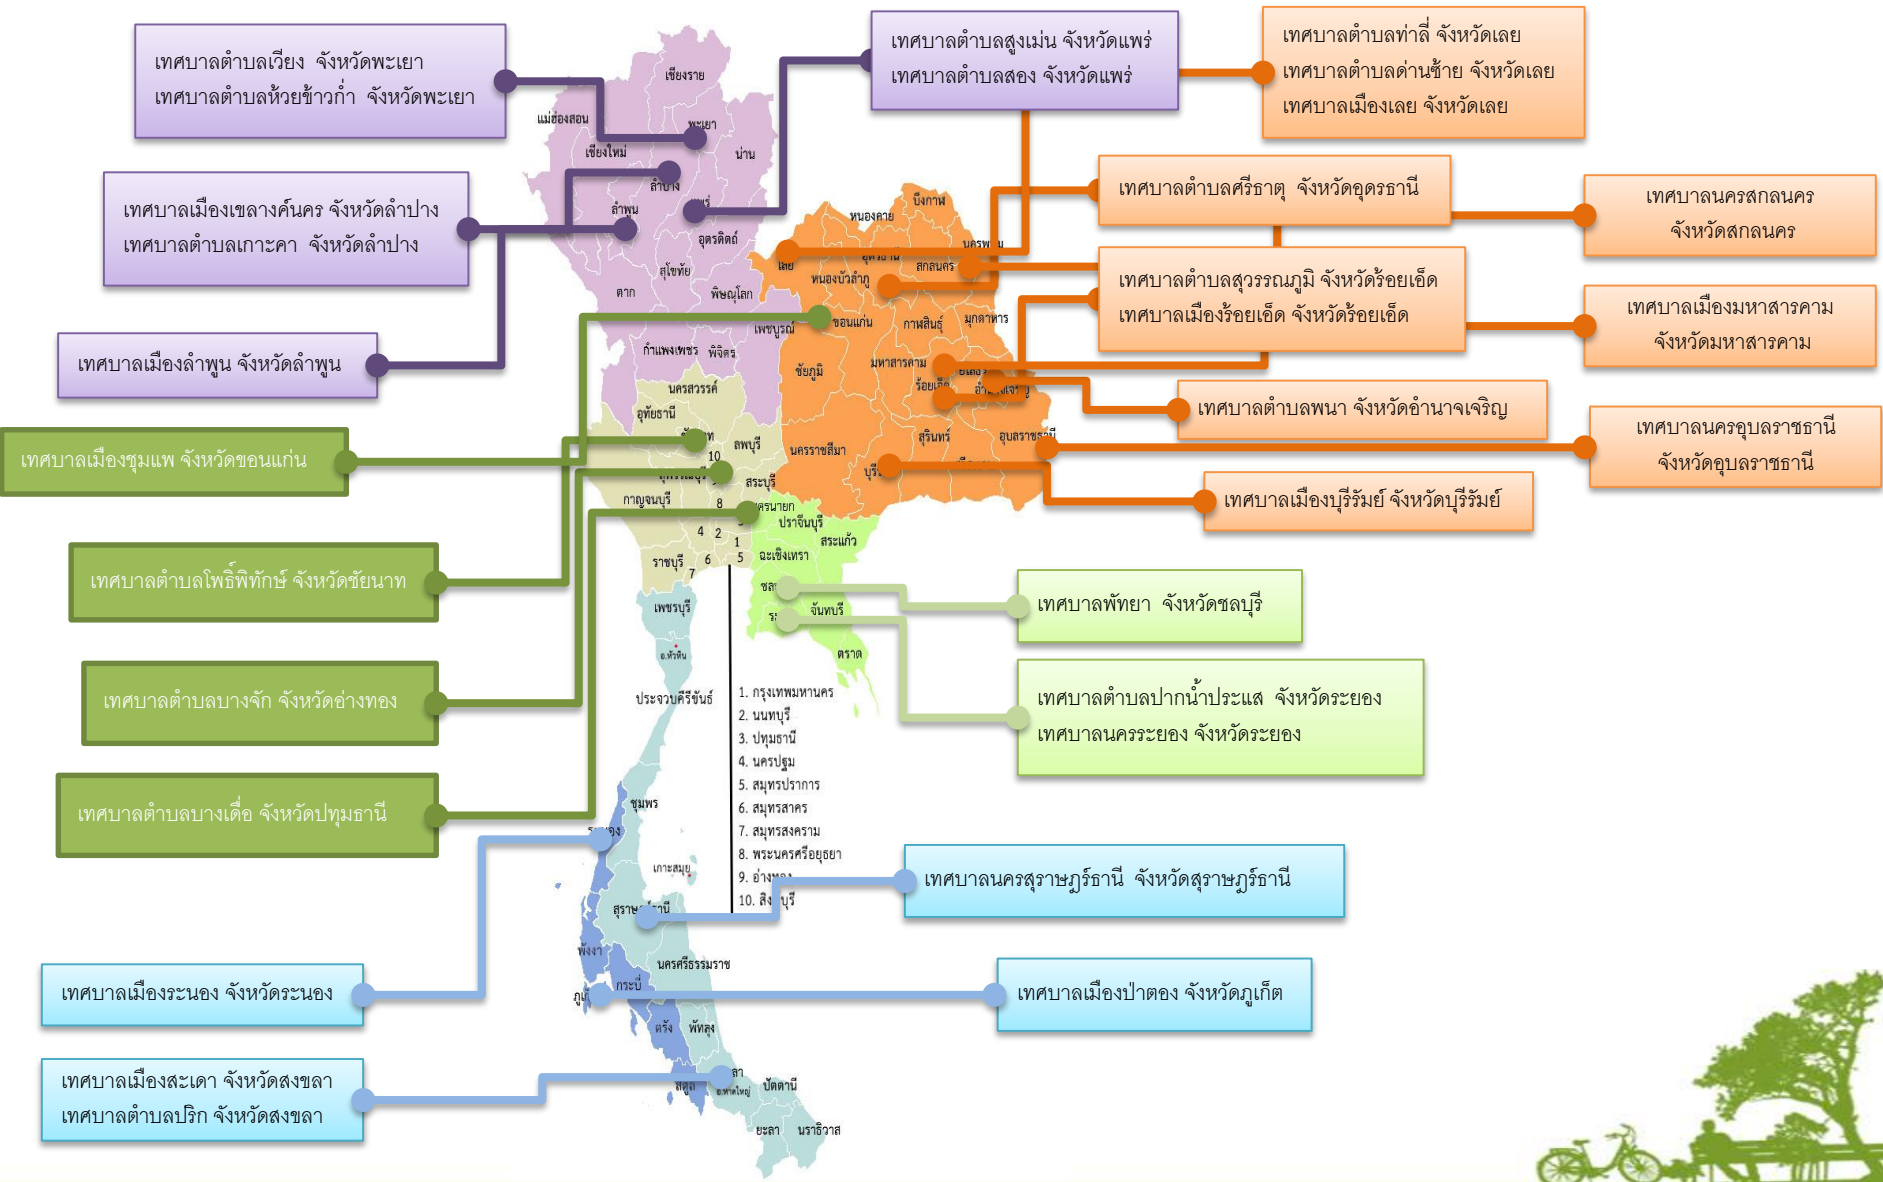 เทศบาลตำบลเวียง จังหวัดพะเยา
เทศบาลตำบลห้วยข้าวก่ำ จังหวัดพะเยา
เทศบาลตำบลสูงเม่น จังหวัดแพร่
เทศบาลตำบลสอง จังหวัดแพร่
เทศบาลตำบลท่าลี่ จังหวัดเลย
เทศบาลตำบลด่านซ้าย จังหวัดเลย
เทศบาลเมืองเลย จังหวัดเลย
เทศบาลเมืองเขลางค์นคร จังหวัดลำปาง
เทศบาลตำบลเกาะคา จังหวัดลำปาง
เทศบาลตำบลศรีธาตุ จังหวัดอุดรธานี
เทศบาลนครสกลนคร
จังหวัดสกลนคร
เทศบาลตำบลสุวรรณภูมิ จังหวัดร้อยเอ็ด
เทศบาลเมืองร้อยเอ็ด จังหวัดร้อยเอ็ด
เทศบาลเมืองมหาสารคาม
จังหวัดมหาสารคาม
เทศบาลเมืองลำพูน จังหวัดลำพูน
เทศบาลตำบลพนา จังหวัดอำนาจเจริญ
เทศบาลนครอุบลราชธานี
จังหวัดอุบลราชธานี
เทศบาลเมืองชุมแพ จังหวัดขอนแก่น
เทศบาลเมืองบุรีรัมย์ จังหวัดบุรีรัมย์
เทศบาลตำบลโพธิ์พิทักษ์ จังหวัดชัยนาท
เทศบาลพัทยา จังหวัดชลบุรี
เทศบาลตำบลบางจัก จังหวัดอ่างทอง
เทศบาลตำบลปากน้ำประแส จังหวัดระยอง
เทศบาลนครระยอง จังหวัดระยอง
เทศบาลตำบลบางเดื่อ จังหวัดปทุมธานี
เทศบาลนครสุราษฎร์ธานี จังหวัดสุราษฎร์ธานี
เทศบาลเมืองระนอง จังหวัดระนอง
เทศบาลเมืองป่าตอง จังหวัดภูเก็ต
เทศบาลเมืองสะเดา จังหวัดสงขลา
เทศบาลตำบลปริก จังหวัดสงขลา
เชียงราย
แม่ฮ่องสอน
พะเยา
เชียงใหม่
น่าน
ลำปาง
ลำพูน
อุตรดิตถ์
สุโขทัย
ตาก
พิษณุโลก
เพชรบูรณ์
กำแพงเพชร
พิจิตร
บึงกาฬ
หนองคาย
เลย
หนองบัวลำภู
สกลนคร
ขอนแก่น
กาฬสินธุ์
มุกดาหาร
ชัยภูมิ
มหาสารคาม
นครราชสีมา
สุรินทร์
อุบลราชธานี
นครสวรรค์
อุทัยธานี
ลพบุรี
10
สระบุรี
กาญจนบุรี
8
4
2
1
5
6
7
ราชบุรี
ปราจีนบุรี
สระแก้ว
ฉะเชิงเทรา
จันทบุรี
ตราด
เพชรบุรี
อ.หัวหิน
ประจวบคีรีขันธ์
1. กรุงเทพมหานคร
2. นนทบุรี
3. ปทุมธานี
4. นครปฐม
5. สมุทรปราการ
6. สมุทรสาคร
7. สมุทรสงคราม
8. พระนครศรีอยุธยา
9. อ่างทอง
10. สิงห์บุรี
ชุมพร
เกาะสมุย
พังงา
นครศรีธรรมราช
กระบี่
ตรัง
พัทลุง
สตูล
อ.หาดใหญ่
ปัตตานี
ยะลา
นราธิวาส